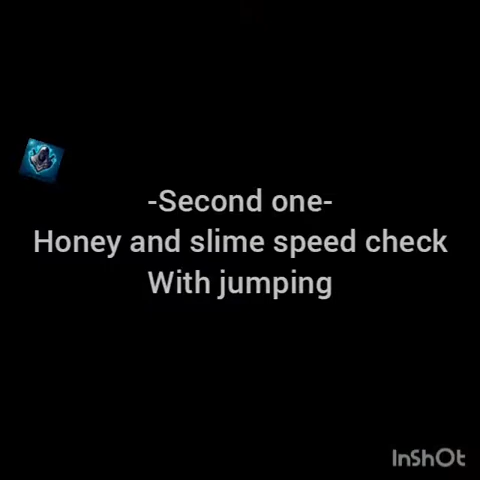 -Second one-
Honey and slime speed check
With jumping
InShOt